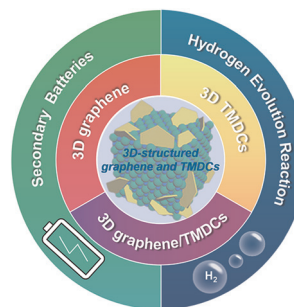 Secondary Batteries
Hydrogen Evolution Reaction
3D graphene
3D TMDCs
3D-structured
graphene and TMDCs
3D graphene/TMDCs
H₂